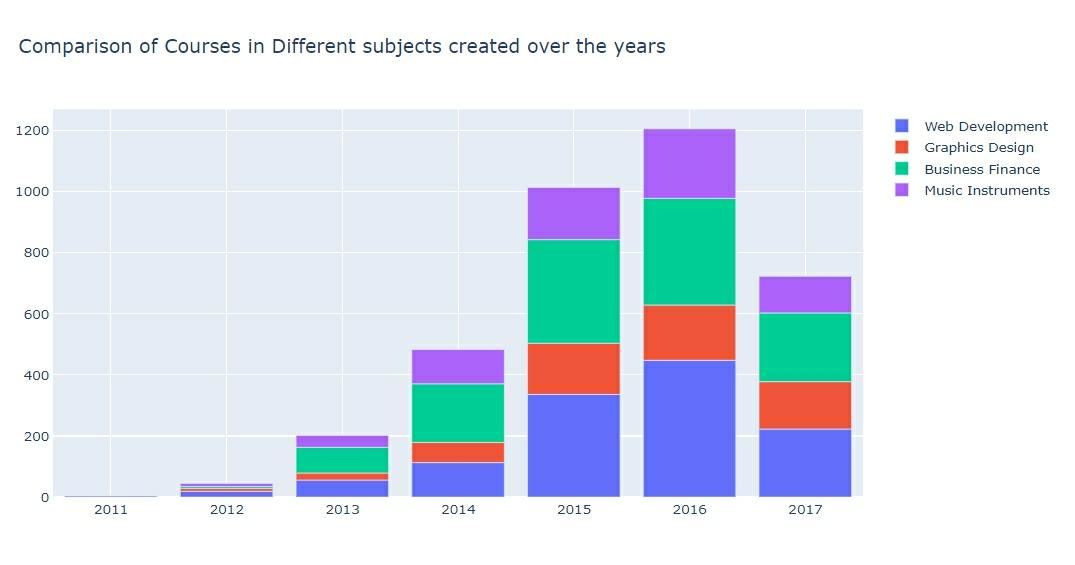 Comparison of Courses in Different subjects created over the years
1200
1000
800
600
400
200
0
2011 2012 2013 2014 2015 2016 2017
Web Development
Graphics Design
Business Finance
Music Instruments